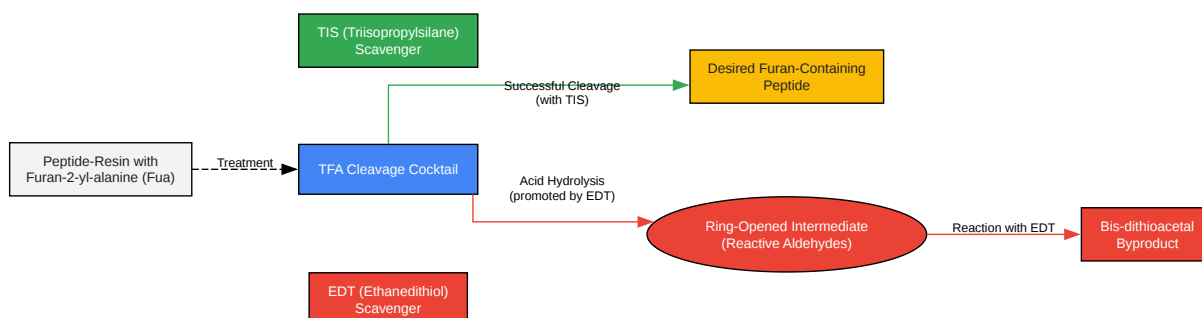 TIS (Triisopropylsilane)
Scavenger
Desired Furan-Containing
Peptide
Successful Cleavage
(with TIS)
Peptide-Resin with
Furan-2-yl-alanine (Fua)
Treatment
TFA Cleavage Cocktail
Acid Hydrolysis
(promoted by EDT)
Ring-Opened Intermediate
(Reactive Aldehydes)
Reaction with EDT
Bis-dithioacetal
Byproduct
EDT (Ethanedithiol)
Scavenger